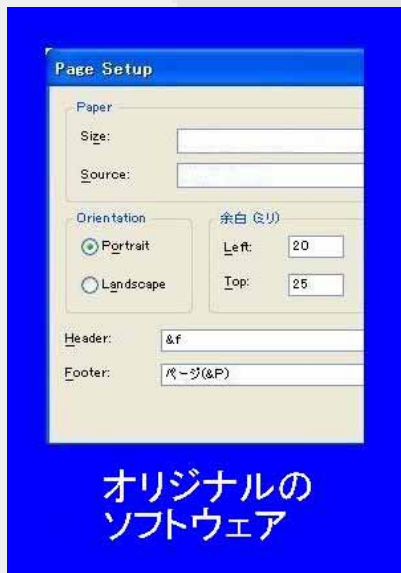 Page Setup
Paper
Size:
Source:
Orientation
Portrait
Landscape
余白 (ミリ)
Left: 20
Top: 25
Header: &f
Footer: ページ(&P)
オリジナルの
ソフトウェア